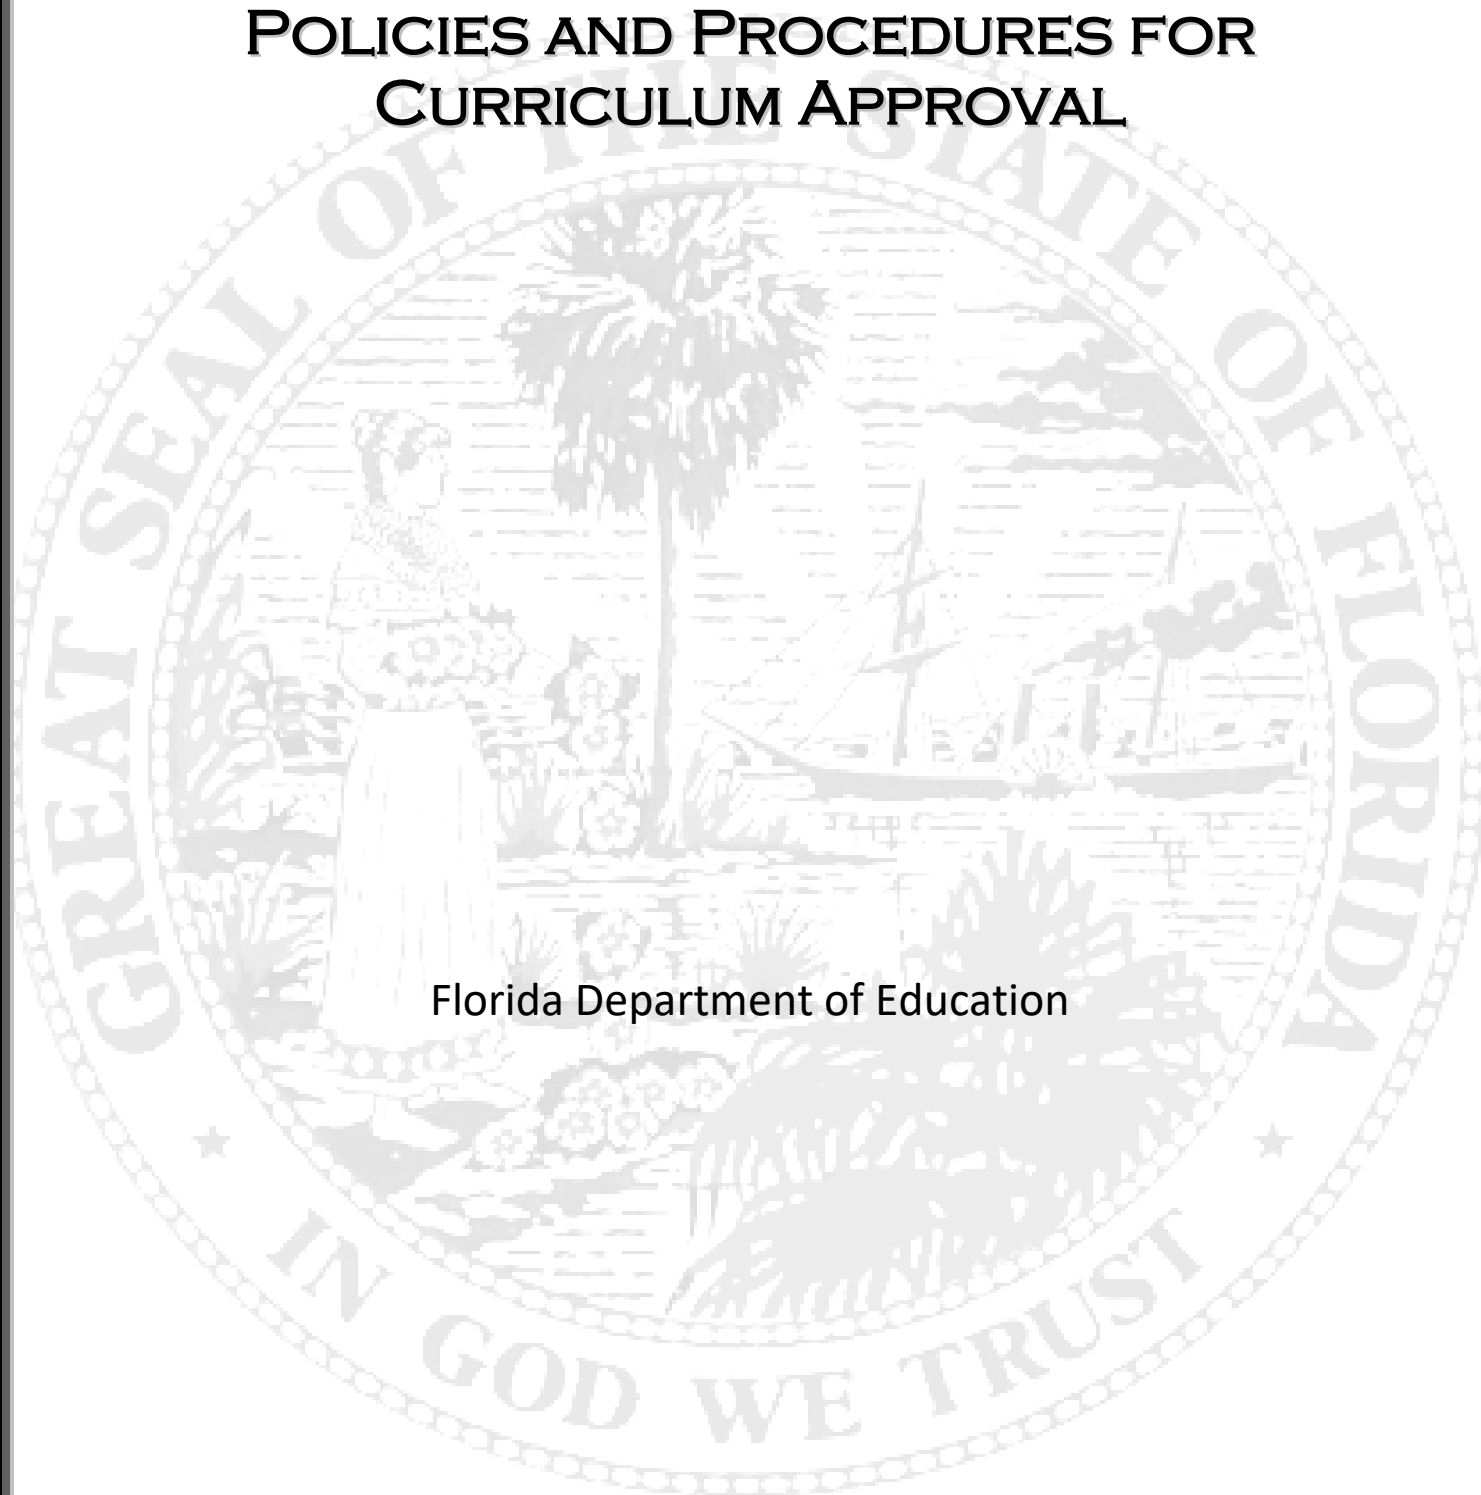 POLICIES AND PROCEDURES FOR
CURRICULUM APPROVAL
GREAT SEAL OF THE STATE OF FLORIDA
Florida Department of Education
IN GOD WE TRUST